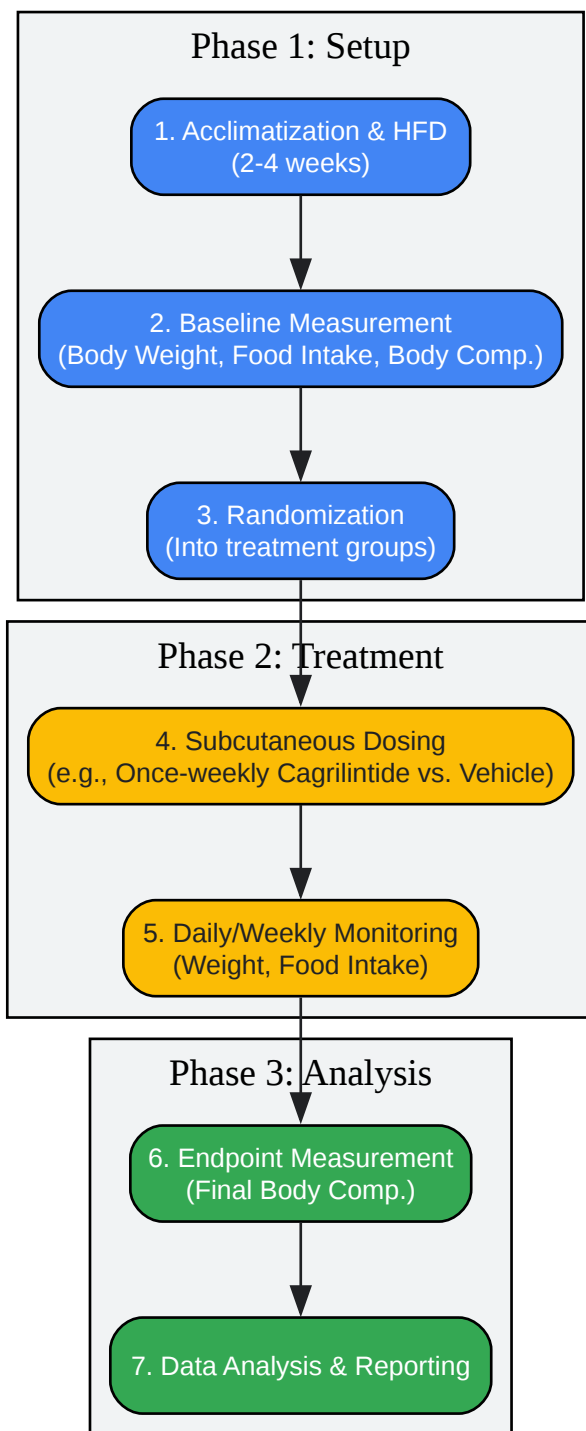 Phase 1: Setup
1. Acclimatization & HFD
(2-4 weeks)
2. Baseline Measurement
(Body Weight, Food Intake, Body Comp.)
3. Randomization
(Into treatment groups)
Phase 2: Treatment
4. Subcutaneous Dosing
(e.g., Once-weekly Cagrilintide vs. Vehicle)
5. Daily/Weekly Monitoring
(Weight, Food Intake)
Phase 3: Analysis
6. Endpoint Measurement
(Final Body Comp.)
7. Data Analysis & Reporting